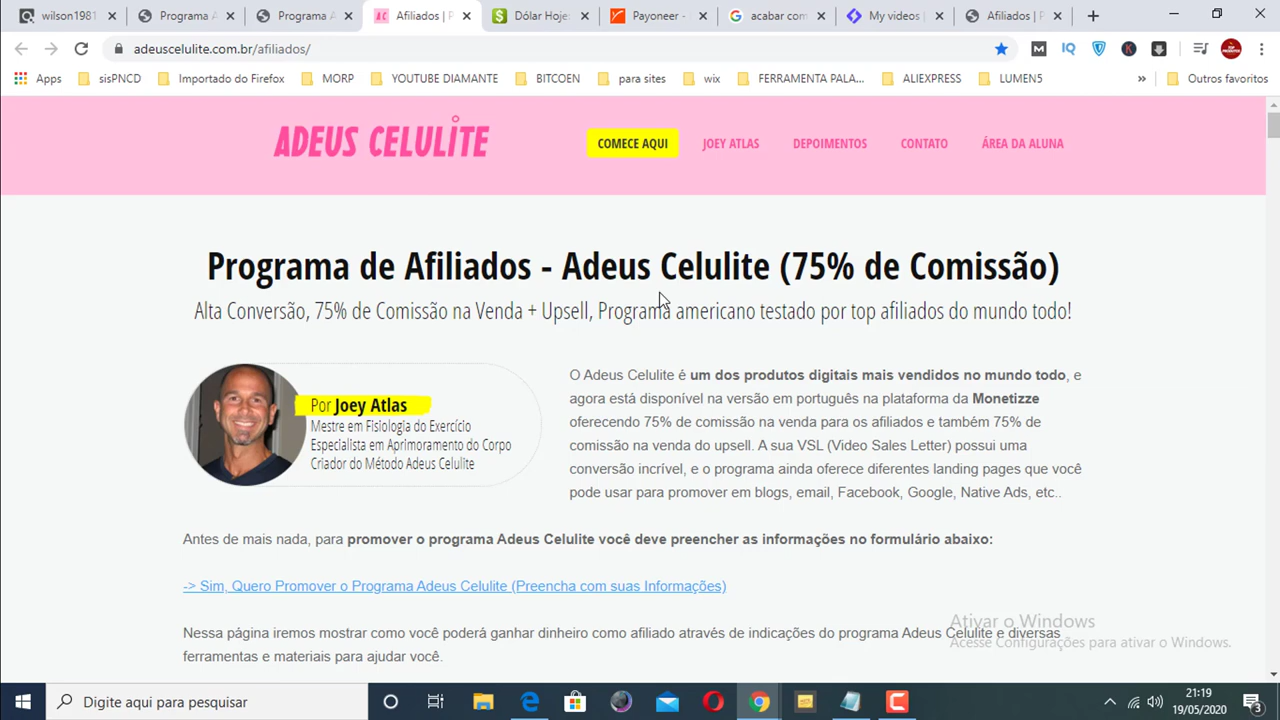 wilson1981
Programa A
Programa A
Afiliados | P
Dólar Hoje
Payoneer -
acabar com
My videos |
Afiliados | P
adeuscelulite.com.br/afiliados/
Apps
sisPNCD
Importado do Firefox
MORP
YOUTUBE DIAMANTE
BITCOEN
para sites
wix
FERRAMENTA PALA...
ALIEXPRESS
LUMEN5
»
Outros favoritos
ADEUS CELULITE
COMECE AQUI
JOEY ATLAS
DEPOIMENTOS
CONTATO
ÁREA DA ALUNA
Programa de Afiliados - Adeus Celulite (75% de Comissão)
Alta Conversão, 75% de Comissão na Venda + Upsell, Programa americano testado por top afiliados do mundo todo!
Por Joey Atlas
Mestre em Fisiologia do Exercício
Especialista em Aprimoramento do Corpo
Criador do Método Adeus Celulite
O Adeus Celulite é um dos produtos digitais mais vendidos no mundo todo, e
agora está disponível na versão em português na plataforma da Monetizze
oferecendo 75% de comissão na venda para os afiliados e também 75% de
comissão na venda do upsell. A sua VSL (Video Sales Letter) possui uma
conversão incrível, e o programa ainda oferece diferentes landing pages que você
pode usar para promover em blogs, email, Facebook, Google, Native Ads, etc..
Antes de mais nada, para promover o programa Adeus Celulite você deve preencher as informações no formulário abaixo:
-> Sim, Quero Promover o Programa Adeus Celulite (Preencha com suas Informações)
Nessa página iremos mostrar como você poderá ganhar dinheiro como afiliado através de indicações do programa Adeus Celulite e diversas
ferramentas e materiais para ajudar você.
Ativar o Windows
Acesse Configurações para ativar o Windows.
Digite aqui para pesquisar
21:19
19/05/2020
3